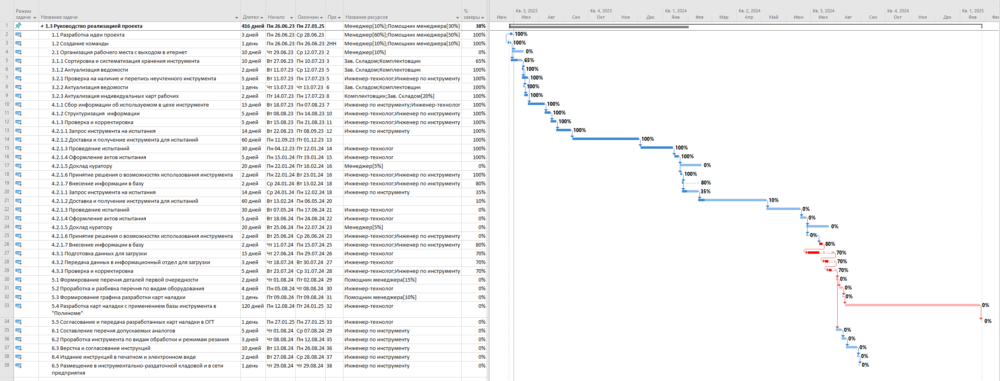 Режим задачи Название задачи Длител Начало Окончани Пре Названия ресурсов % заверш
Кв. 3, 2023 Кв. 4, 2023 Кв. 1, 2024 Кв. 2, 2024 Кв. 3, 2024 Кв. 4, 2024 Кв. 1, 2025
Июн Июл Авг Сен Окт Ноя Дек Янв Фев Мар Апр Май Июн Июл Авг Сен Окт Ноя Дек Янв Фев
1 1.3 Руководство реализацией проекта 416 дней Пн 26.06.23 Пн 27.01.25 Менеджер[10%];Помощник менеджера[30%] 38%
2 1.1 Разработка идеи проекта 3 дней Пн 26.06.23 Ср 28.06.23 Менеджер[60%];Помощник менеджера[50%] 100% 100%
3 1.2 Создание команды 1 день Пн 26.06.23 Пн 26.06.23 2НН Менеджер[10%];Помощник менеджера[10%] 100% 100%
4 2.1 Организация рабочего места с выходом в итернет 10 дней Чт 29.06.23 Ср 12.07.23 2 Менеджер[10%] 0% 0%
5 3.1.1 Сортировка и систематизация хранения инструмента 10 дней Вт 27.06.23 Пн 10.07.23 3 Зав. Складом;Комплектовщик 65% 65%
6 3.1.2 Актуализация ведомости 2 дней Вт 11.07.23 Ср 12.07.23 5 Зав. Складом;Комплектовщик 100% 100%
7 3.2.1 Проверка на наличие и перепись неучтенного инструмента 5 дней Вт 11.07.23 Пн 17.07.23 5 Инженер-технолог;Инженер по инструменту 100% 100%
8 3.2.2 Актуализация ведомости 1 день Чт 13.07.23 Чт 13.07.23 6 Зав. Складом;Комплектовщик 100% 100%
9 3.2.3 Актуализация индивидуальных карт рабочих 2 дней Пт 14.07.23 Пн 17.07.23 8 Комплектовщик;Зав. Складом[20%] 100% 100%
10 4.1.1 Сбор информации об используемом в цехе инструменте 15 дней Вт 18.07.23 Пн 07.08.23 7 Инженер по инструменту;Инженер-технолог 100% 100%
11 4.1.2 Структуризация информации 5 дней Вт 08.08.23 Пн 14.08.23 10 Инженер-технолог;Инженер по инструменту 100% 100%
12 4.1.3 Проверка и корректировка 5 дней Вт 15.08.23 Пн 21.08.23 11 Инженер-технолог;Инженер по инструменту 100% 100%
13 4.2.1.1 Запрос инструмента на испытания 14 дней Вт 22.08.23 Пт 08.09.23 12 Инженер по инструменту 100% 100%
14 4.2.1.2 Доставка и получение инструмента для испытаний 60 дней Пн 11.09.23 Пт 01.12.23 13 100% 100%
15 4.2.1.3 Проведение испытаний 30 дней Пн 04.12.23 Пт 12.01.24 14 Инженер-технолог 100% 100%
16 4.2.1.4 Оформление актов испытания 5 дней Пн 15.01.24 Пт 19.01.24 15 Инженер-технолог 100% 100%
17 4.2.1.5 Доклад куратору 20 дней Пн 22.01.24 Пт 16.02.24 16 Менеджер[5%] 0% 0%
18 4.2.1.6 Принятие решения о возможностях использования инструмента 2 дней Пн 22.01.24 Вт 23.01.24 16 Инженер-технолог;Инженер по инструменту 100% 100%
19 4.2.1.7 Внесение информации в базу 2 дней Ср 24.01.24 Вт 13.02.24 18 Инженер-технолог;Инженер по инструменту 80% 80%
20 4.2.1.1 Запрос инструмента на испытания 14 дней Ср 24.01.24 Пн 12.02.24 18 Инженер по инструменту 35% 35%
21 4.2.1.2 Доставка и получение инструмента для испытаний 60 дней Вт 13.02.24 Пн 06.05.24 20 10% 10%
22 4.2.1.3 Проведение испытаний 30 дней Вт 07.05.24 Пн 17.06.24 21 Инженер-технолог 0% 0%
23 4.2.1.4 Оформление актов испытания 5 дней Вт 18.06.24 Пн 24.06.24 22 Инженер-технолог 0% 0%
24 4.2.1.5 Доклад куратору 20 дней Вт 25.06.24 Пн 22.07.24 23 Менеджер[5%] 0% 0%
25 4.2.1.6 Принятие решения о возможностях использования инструмента 2 дней Вт 25.06.24 Ср 26.06.24 23 Инженер-технолог;Инженер по инструменту 0% 0%
26 4.2.1.7 Внесение информации в базу 2 дней Чт 11.07.24 Пн 15.07.24 25 Инженер-технолог;Инженер по инструменту 80% 80%
27 4.3.1 Подготовка данных для загрузки 15 дней Чт 27.06.24 Пн 29.07.24 26 Инженер-технолог 70% 70%
28 4.3.2 Передача данных в информационный отдел для загрузки 3 дней Чт 18.07.24 Вт 30.07.24 27 Инженер-технолог 70% 70%
29 4.3.3 Проверка и корректировка 5 дней Вт 23.07.24 Ср 31.07.24 28 Инженер-технолог;Инженер по инструменту 70% 70%
30 5.1 Формирование перечня деталей первой очередности 2 дней Чт 01.08.24 Пт 02.08.24 29 Помощник менеджера[15%] 0% 0%
31 5.2 Проработка и разбивка перечня по видам оборудования 4 дней Пн 05.08.24 Чт 08.08.24 30 Инженер-технолог 0% 0%
32 5.3 Формирование графика разработки карт наладки 1 день Пт 09.08.24 Пт 09.08.24 31 Помощник менеджера[10%] 0% 0%
33 5.4 Разработка карт наладки с применением базы инструмента в 120 дней Пн 12.08.24 Пт 24.01.25 32 Инженер-технолог 0% 0%
"Полиноме"
34 5.5 Согласование и передача разработанных карт наладки в ОГТ 1 день Пн 27.01.25 Пн 27.01.25 33 Инженер-технолог 0% 0%
35 6.1 Составление перечня допускаемых аналогов 5 дней Чт 01.08.24 Ср 07.08.24 29 Инженер по инструменту 0% 0%
36 6.2 Проработка инструмента по видам обработки и режимам резания 3 дней Чт 08.08.24 Пн 12.08.24 35 Инженер по инструменту 0% 0%
37 6.3 Верстка и согласование инструкций 10 дней Вт 13.08.24 Пн 26.08.24 36 Инженер по инструменту 0% 0%
38 6.4 Издание инструкций в печатном и электронном виде 2 дней Вт 27.08.24 Ср 28.08.24 37 Инженер по инструменту 0% 0%
39 6.5 Размещение в инструментально-раздаточной кладовой и в сети 1 день Чт 29.08.24 Чт 29.08.24 38 Инженер по инструменту 0% 0%
предприятия